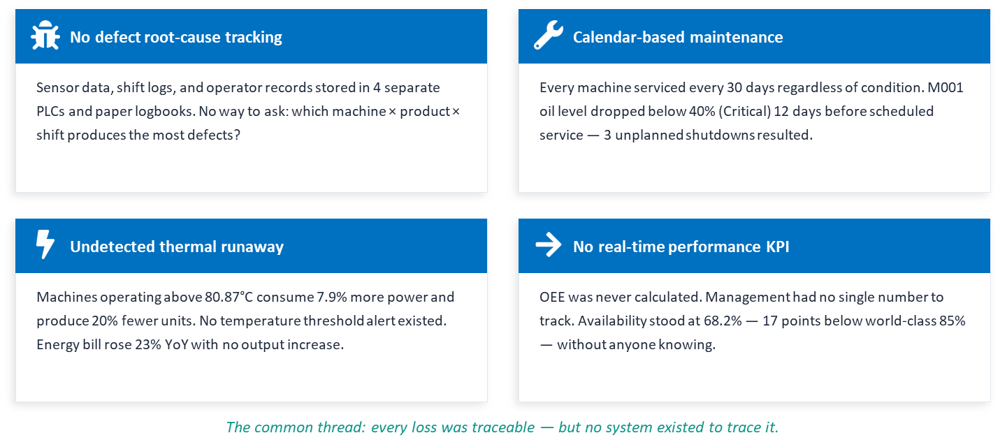 No defect root-cause tracking
Sensor data, shift logs, and operator records stored in 4 separate
PLCs and paper logbooks. No way to ask: which machine × product ×
shift produces the most defects?
Calendar-based maintenance
Every machine serviced every 30 days regardless of condition. M001
oil level dropped below 40% (Critical) 12 days before scheduled
service — 3 unplanned shutdowns resulted.
Undetected thermal runaway
Machines operating above 80.87°C consume 7.9% more power and
produce 20% fewer units. No temperature threshold alert existed.
Energy bill rose 23% YoY with no output increase.
No real-time performance KPI
OEE was never calculated. Management had no single number to
track. Availability stood at 68.2% — 17 points below world-class 85%
— without anyone knowing.
The common thread: every loss was traceable — but no system existed to trace it.